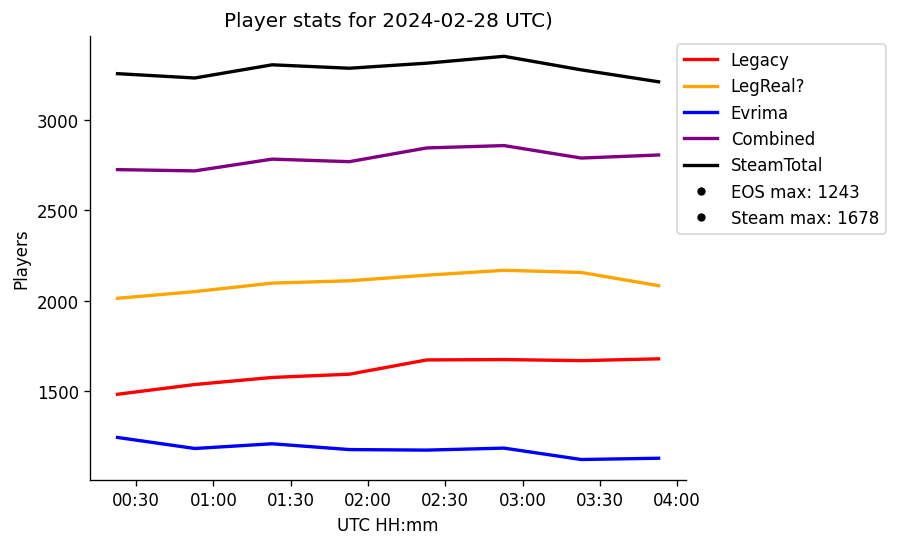 Player stats for 2024-02-28 UTC)
Legacy
LegReal?
Evrima
Combined
SteamTotal
EOS max: 1243
Steam max: 1678
Players
3000
2500
2000
1500
00:30 01:00 01:30 02:00 02:30 03:00 03:30 04:00
UTC HH:mm